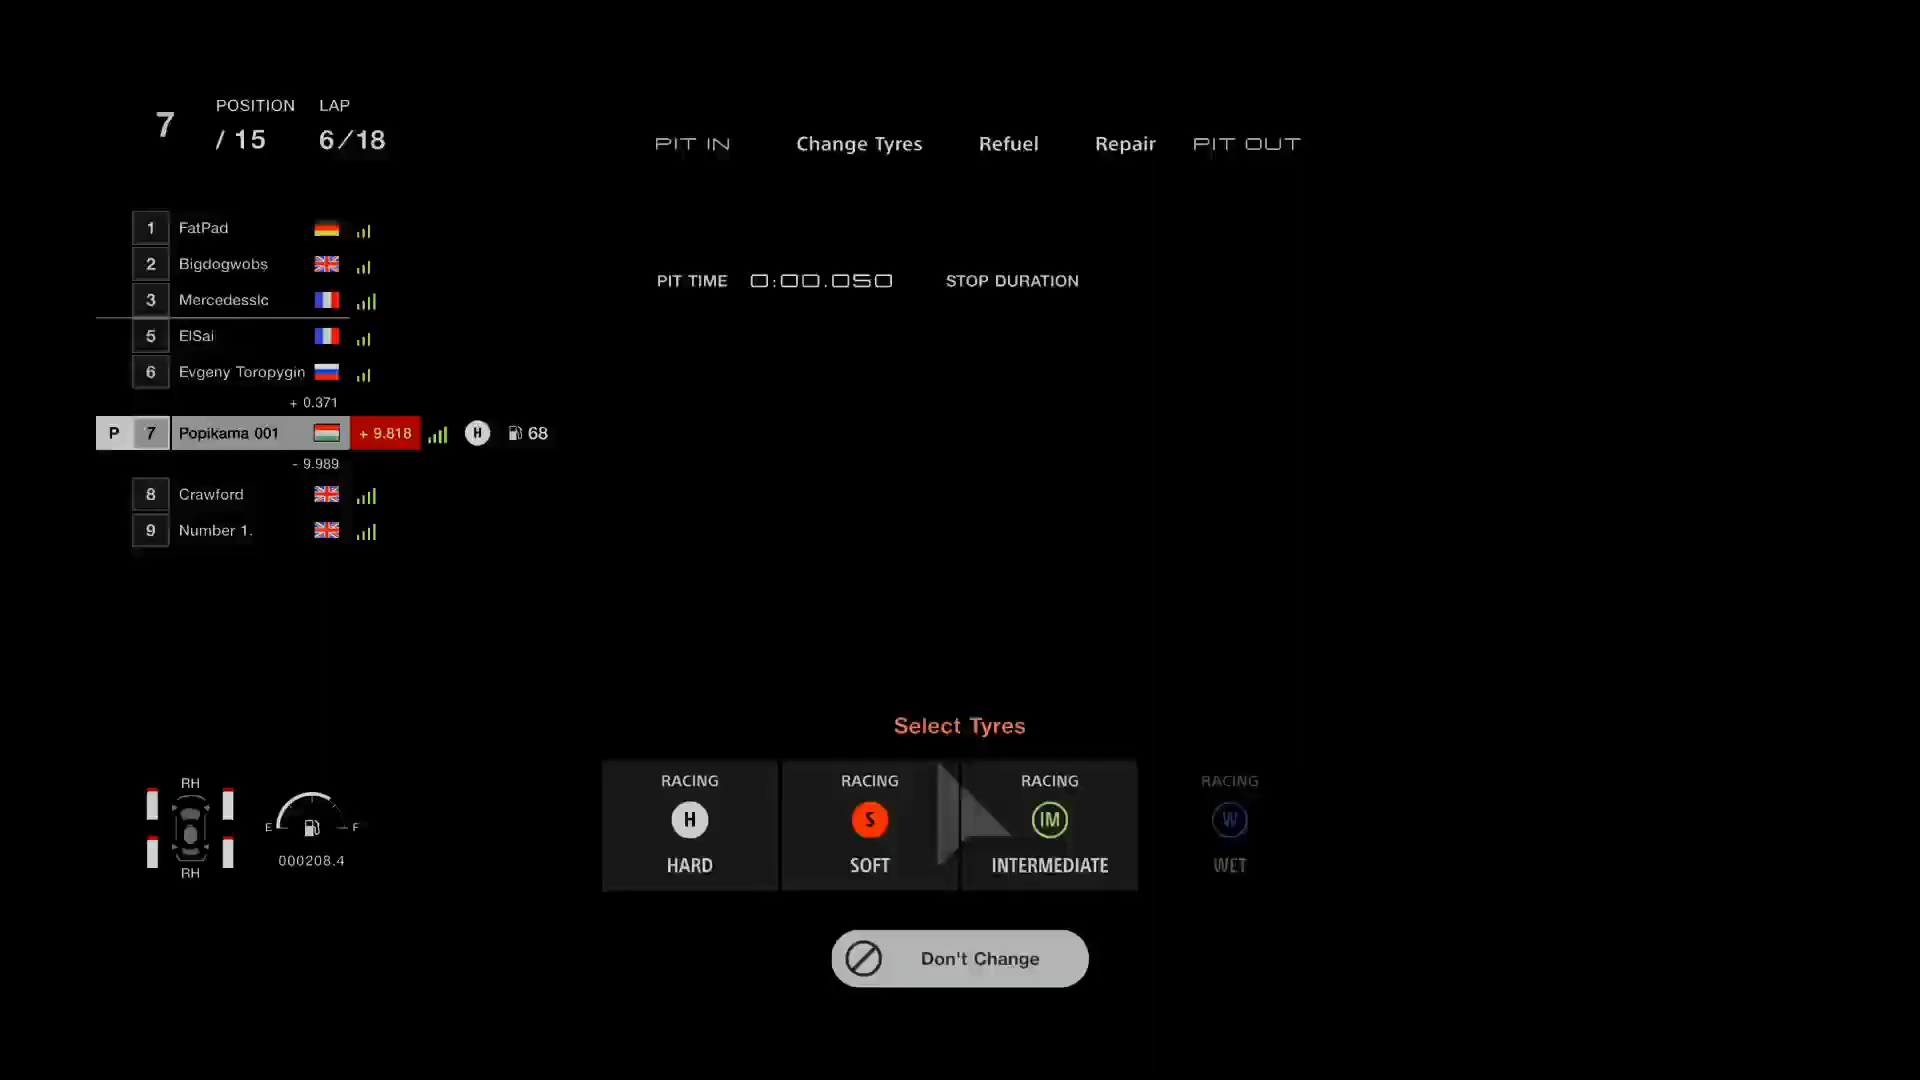 7 POSITION / 15 LAP 6/18
PIT IN Change Tyres Refuel Repair PIT OUT
1 FatPad
2 Bigdogwobs
3 Mercedesslc
5 ElSai
6 Evgeny Toropygin
+ 0.371
P 7 Popikama 001 + 9.818 H 68
- 9.989
8 Crawford
9 Number 1.
PIT TIME 0:00.050 STOP DURATION
Select Tyres
RACING H HARD
RACING S SOFT
RACING IM INTERMEDIATE
RACING W WET
Don't Change
RH
RH
E F
000208.4